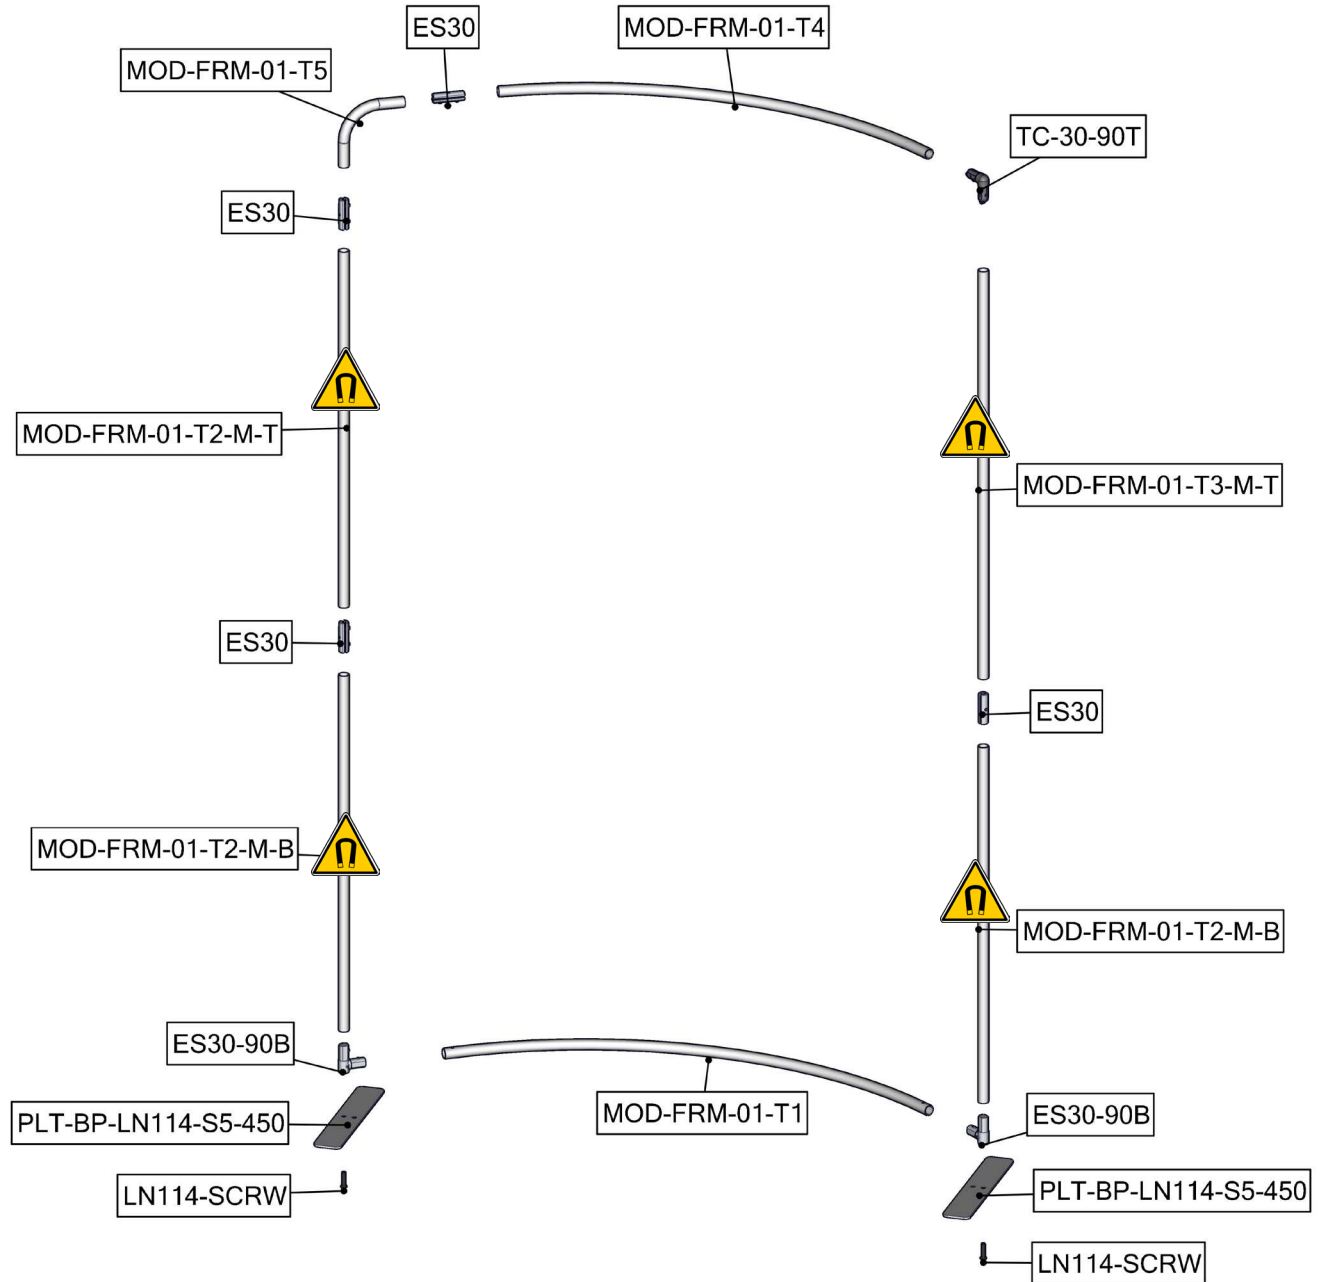 ES30
MOD-FRM-01-T4
MOD-FRM-01-T5
TC-30-90T
ES30
MOD-FRM-01-T2-M-T
MOD-FRM-01-T3-M-T
ES30
ES30
MOD-FRM-01-T2-M-B
MOD-FRM-01-T2-M-B
ES30-90B
MOD-FRM-01-T1
ES30-90B
PLT-BP-LN114-S5-450
PLT-BP-LN114-S5-450
LN114-SCRW
LN114-SCRW